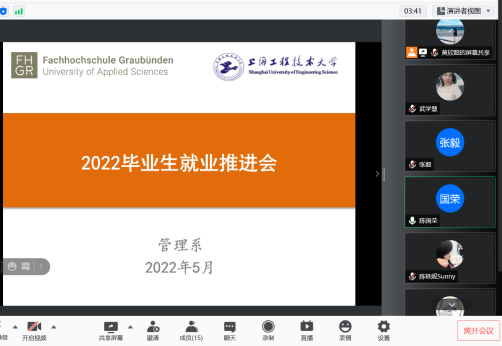 03:41
演讲者视图
FH
GR
Fachhochschule Graubünden
University of Applied Sciences
上海工程技术大学
Shanghai University of Engineering Science
2022毕业生就业推进会
管理系
2022年5月
武学慧
张毅
张毅
国荣
陈国荣
陈轶妮Sunny
开启视频
共享屏幕
邀请
成员(15)
聊天
录制
直播
表情
设置
离开会议